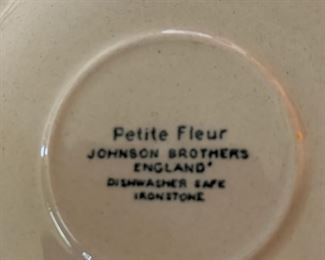 Petite Fleur
JOHNSON BROTHERS
ENGLAND*
DISHWASHER SAFE
IRONSTONE